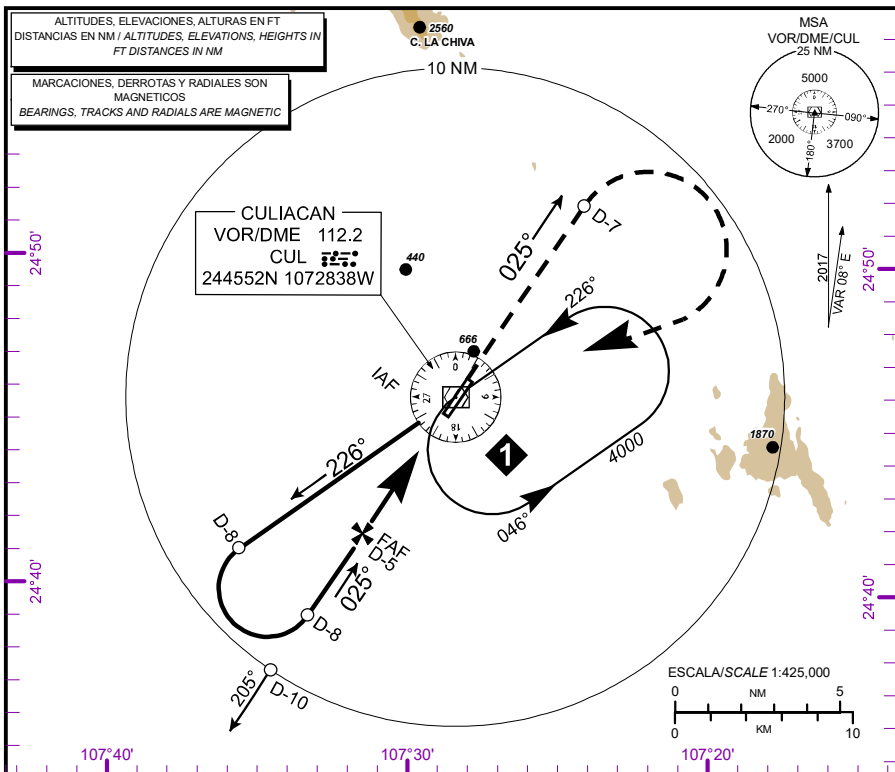 ALTITUDES, ELEVACIONES, ALTURAS EN FT
DISTANCIAS EN NM / ALTITUDES, ELEVATIONS, HEIGHTS IN
FT DISTANCES IN NM
MARCACIONES, DERROTAS Y RADIALES SON
MAGNETICOS
BEARINGS, TRACKS AND RADIALS ARE MAGNETIC
2560
C. LA CHIVA
10 NM
MSA
VOR/DME/CUL
25 NM
5000
270°
090°
2000
3700
180°
2017
VAR 08° E
CULIACAN
VOR/DME 112.2
CUL
244552N 1072838W
440
666
025°
D-7
226°
IAF
0
9
18
27
1
4000
046°
1870
226°
D-8
FAF
D-5
025°
D-8
D-10
205°
24°50'
24°50'
24°40'
24°40'
ESCALA/SCALE 1:425,000
0 NM 5
0 KM 10
107°40'
107°30'
107°20'